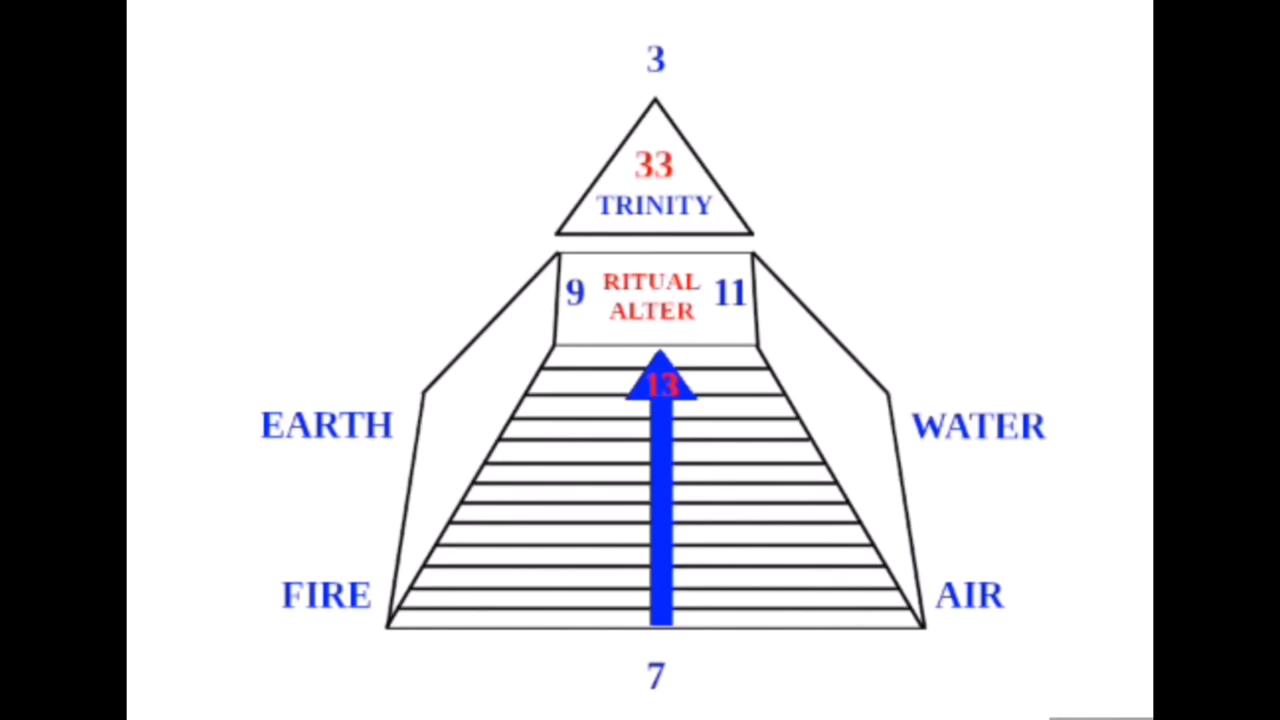 3
33
TRINITY
9 RITUAL 11
ALTER
13
EARTH WATER
FIRE AIR
7